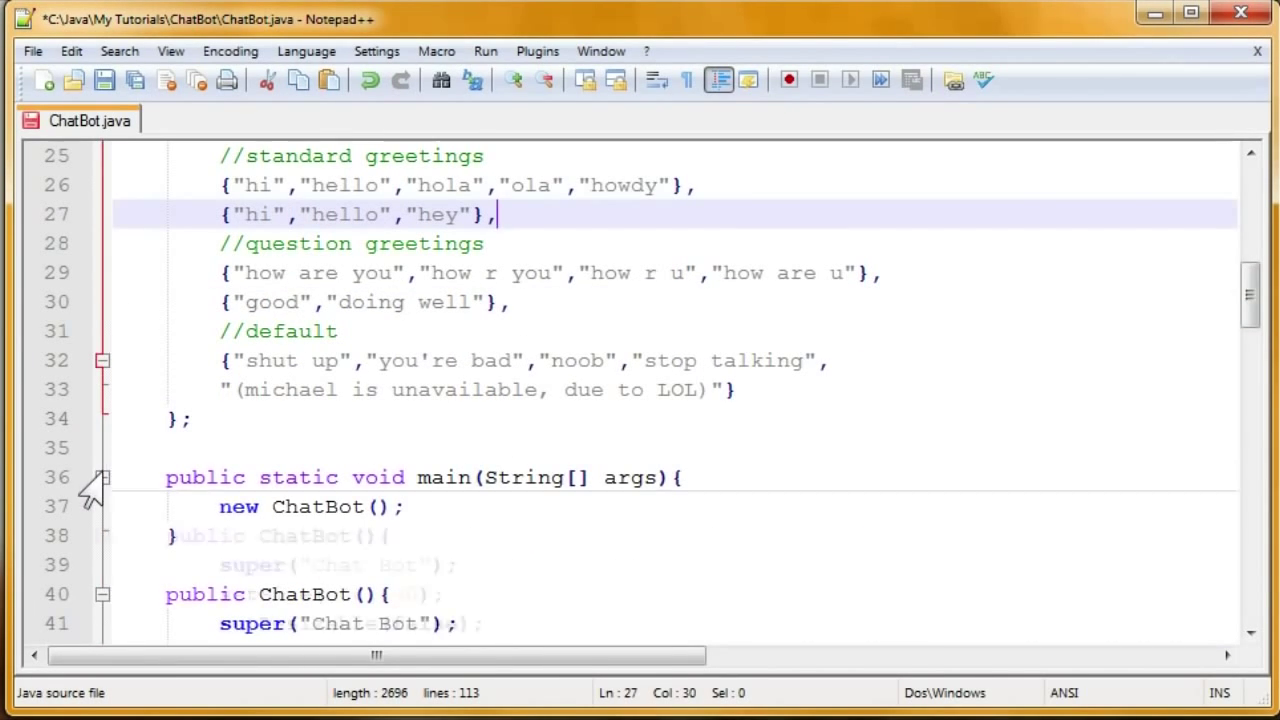 *C:\Java\My Tutorials\ChatBot\ChatBot.java - Notepad++
File Edit Search View Encoding Language Settings Macro Run Plugins Window ? X
ChatBot.java
25 //standard greetings
26 {"hi","hello","hola","ola","howdy"},
27 {"hi","hello","hey"},
28 //question greetings
29 {"how are you","how r you","how r u","how are u"},
30 {"good","doing well"},
31 //default
32 {"shut up","you're bad","noob","stop talking",
33 "(michael is unavailable, due to LOL)"}
34 };
35
36 public static void main(String[] args){
37 new ChatBot();
38 }
public ChatBot(){
39
super("Chat Bot");
40 public ChatBot(){
41 super("Chat Bot");
Java source file length : 2696 lines : 113 Ln : 27 Col : 30 Sel : 0 Dos\Windows ANSI INS